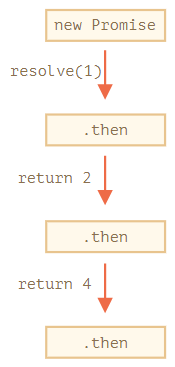 new Promise
resolve(1)
.then
return 2
.then
return 4
.then